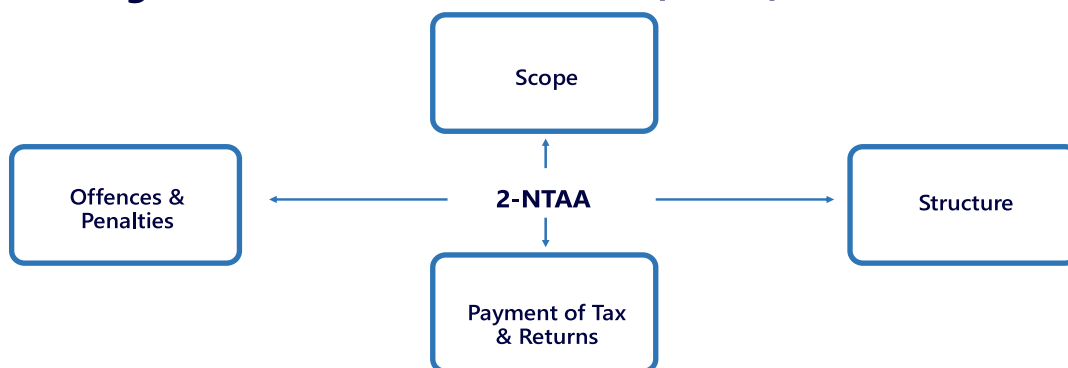 Scope
Offences &
Penalties
2-NTAA
Structure
Payment of Tax
& Returns